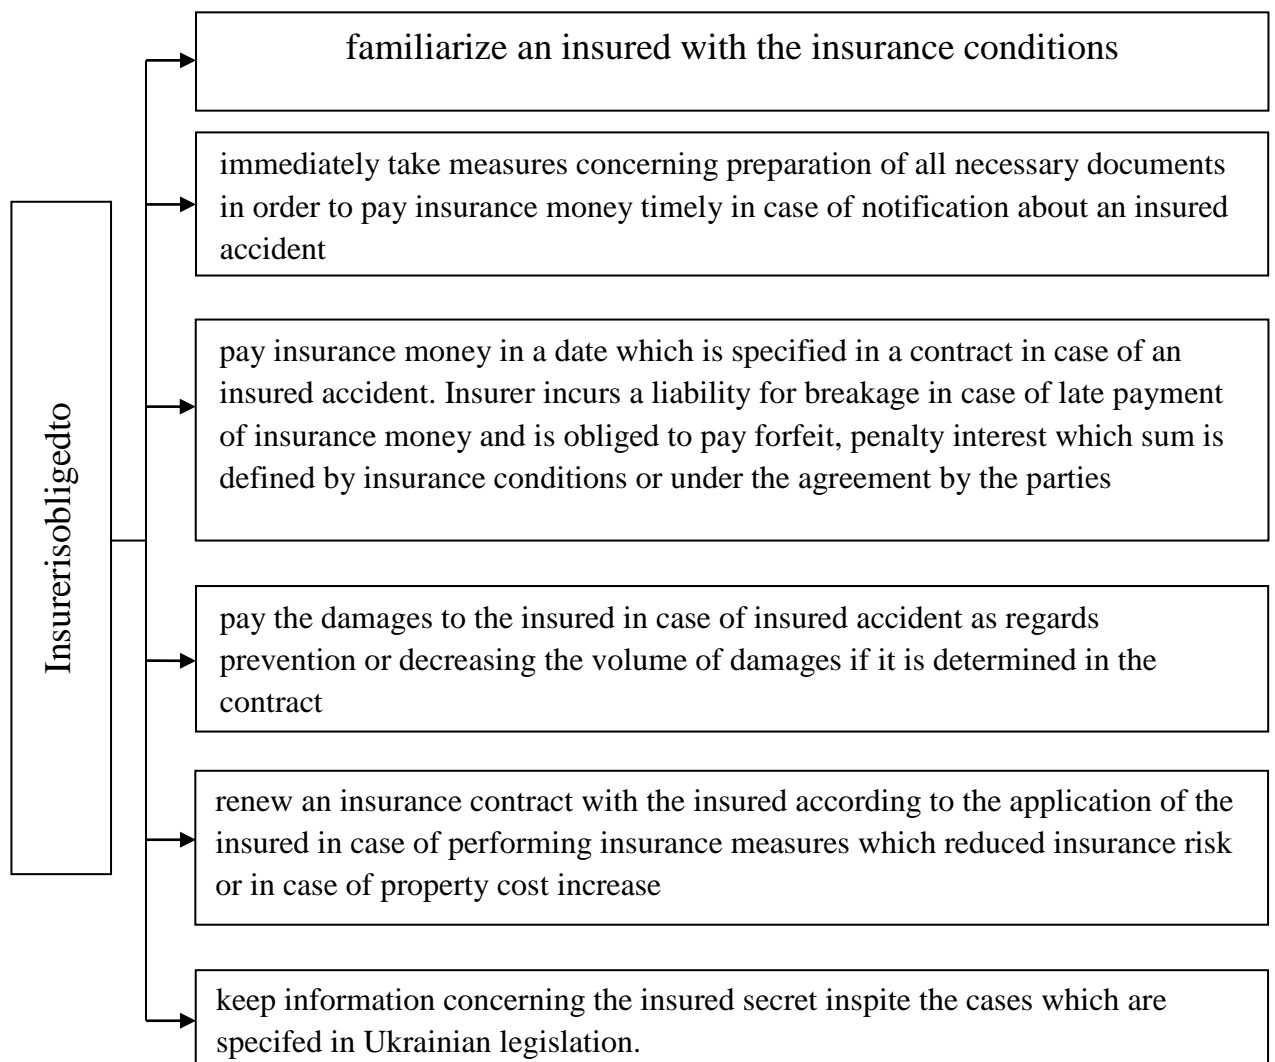 Insurerisobligedto
familiarize an insured with the insurance conditions
immediately take measures concerning preparation of all necessary documents
in order to pay insurance money timely in case of notification about an insured
accident
pay insurance money in a date which is specified in a contract in case of an
insured accident. Insurer incurs a liability for breakage in case of late payment
of insurance money and is obliged to pay forfeit, penalty interest which sum is
defined by insurance conditions or under the agreement by the parties
pay the damages to the insured in case of insured accident as regards
prevention or decreasing the volume of damages if it is determined in the
contract
renew an insurance contract with the insured according to the application of the
insured in case of performing insurance measures which reduced insurance risk
or in case of property cost increase
keep information concerning the insured secret inspite the cases which are
specifed in Ukrainian legislation.